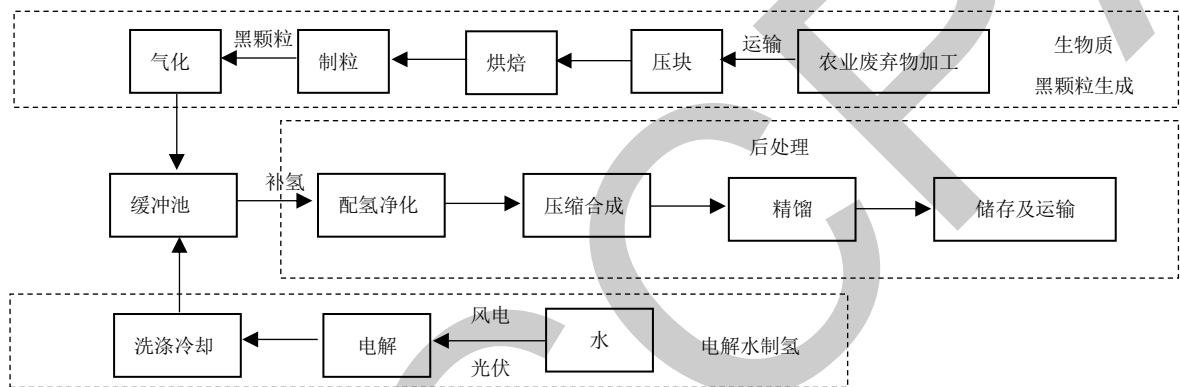 气化
黑颗粒
制粒
烘焙
压块
运输
农业废弃物加工
生物质
黑颗粒生成
后处理
缓冲池
补氢
配氢净化
压缩合成
精馏
储存及运输
洗涤冷却
电解
风电
光伏
水
电解水制氢